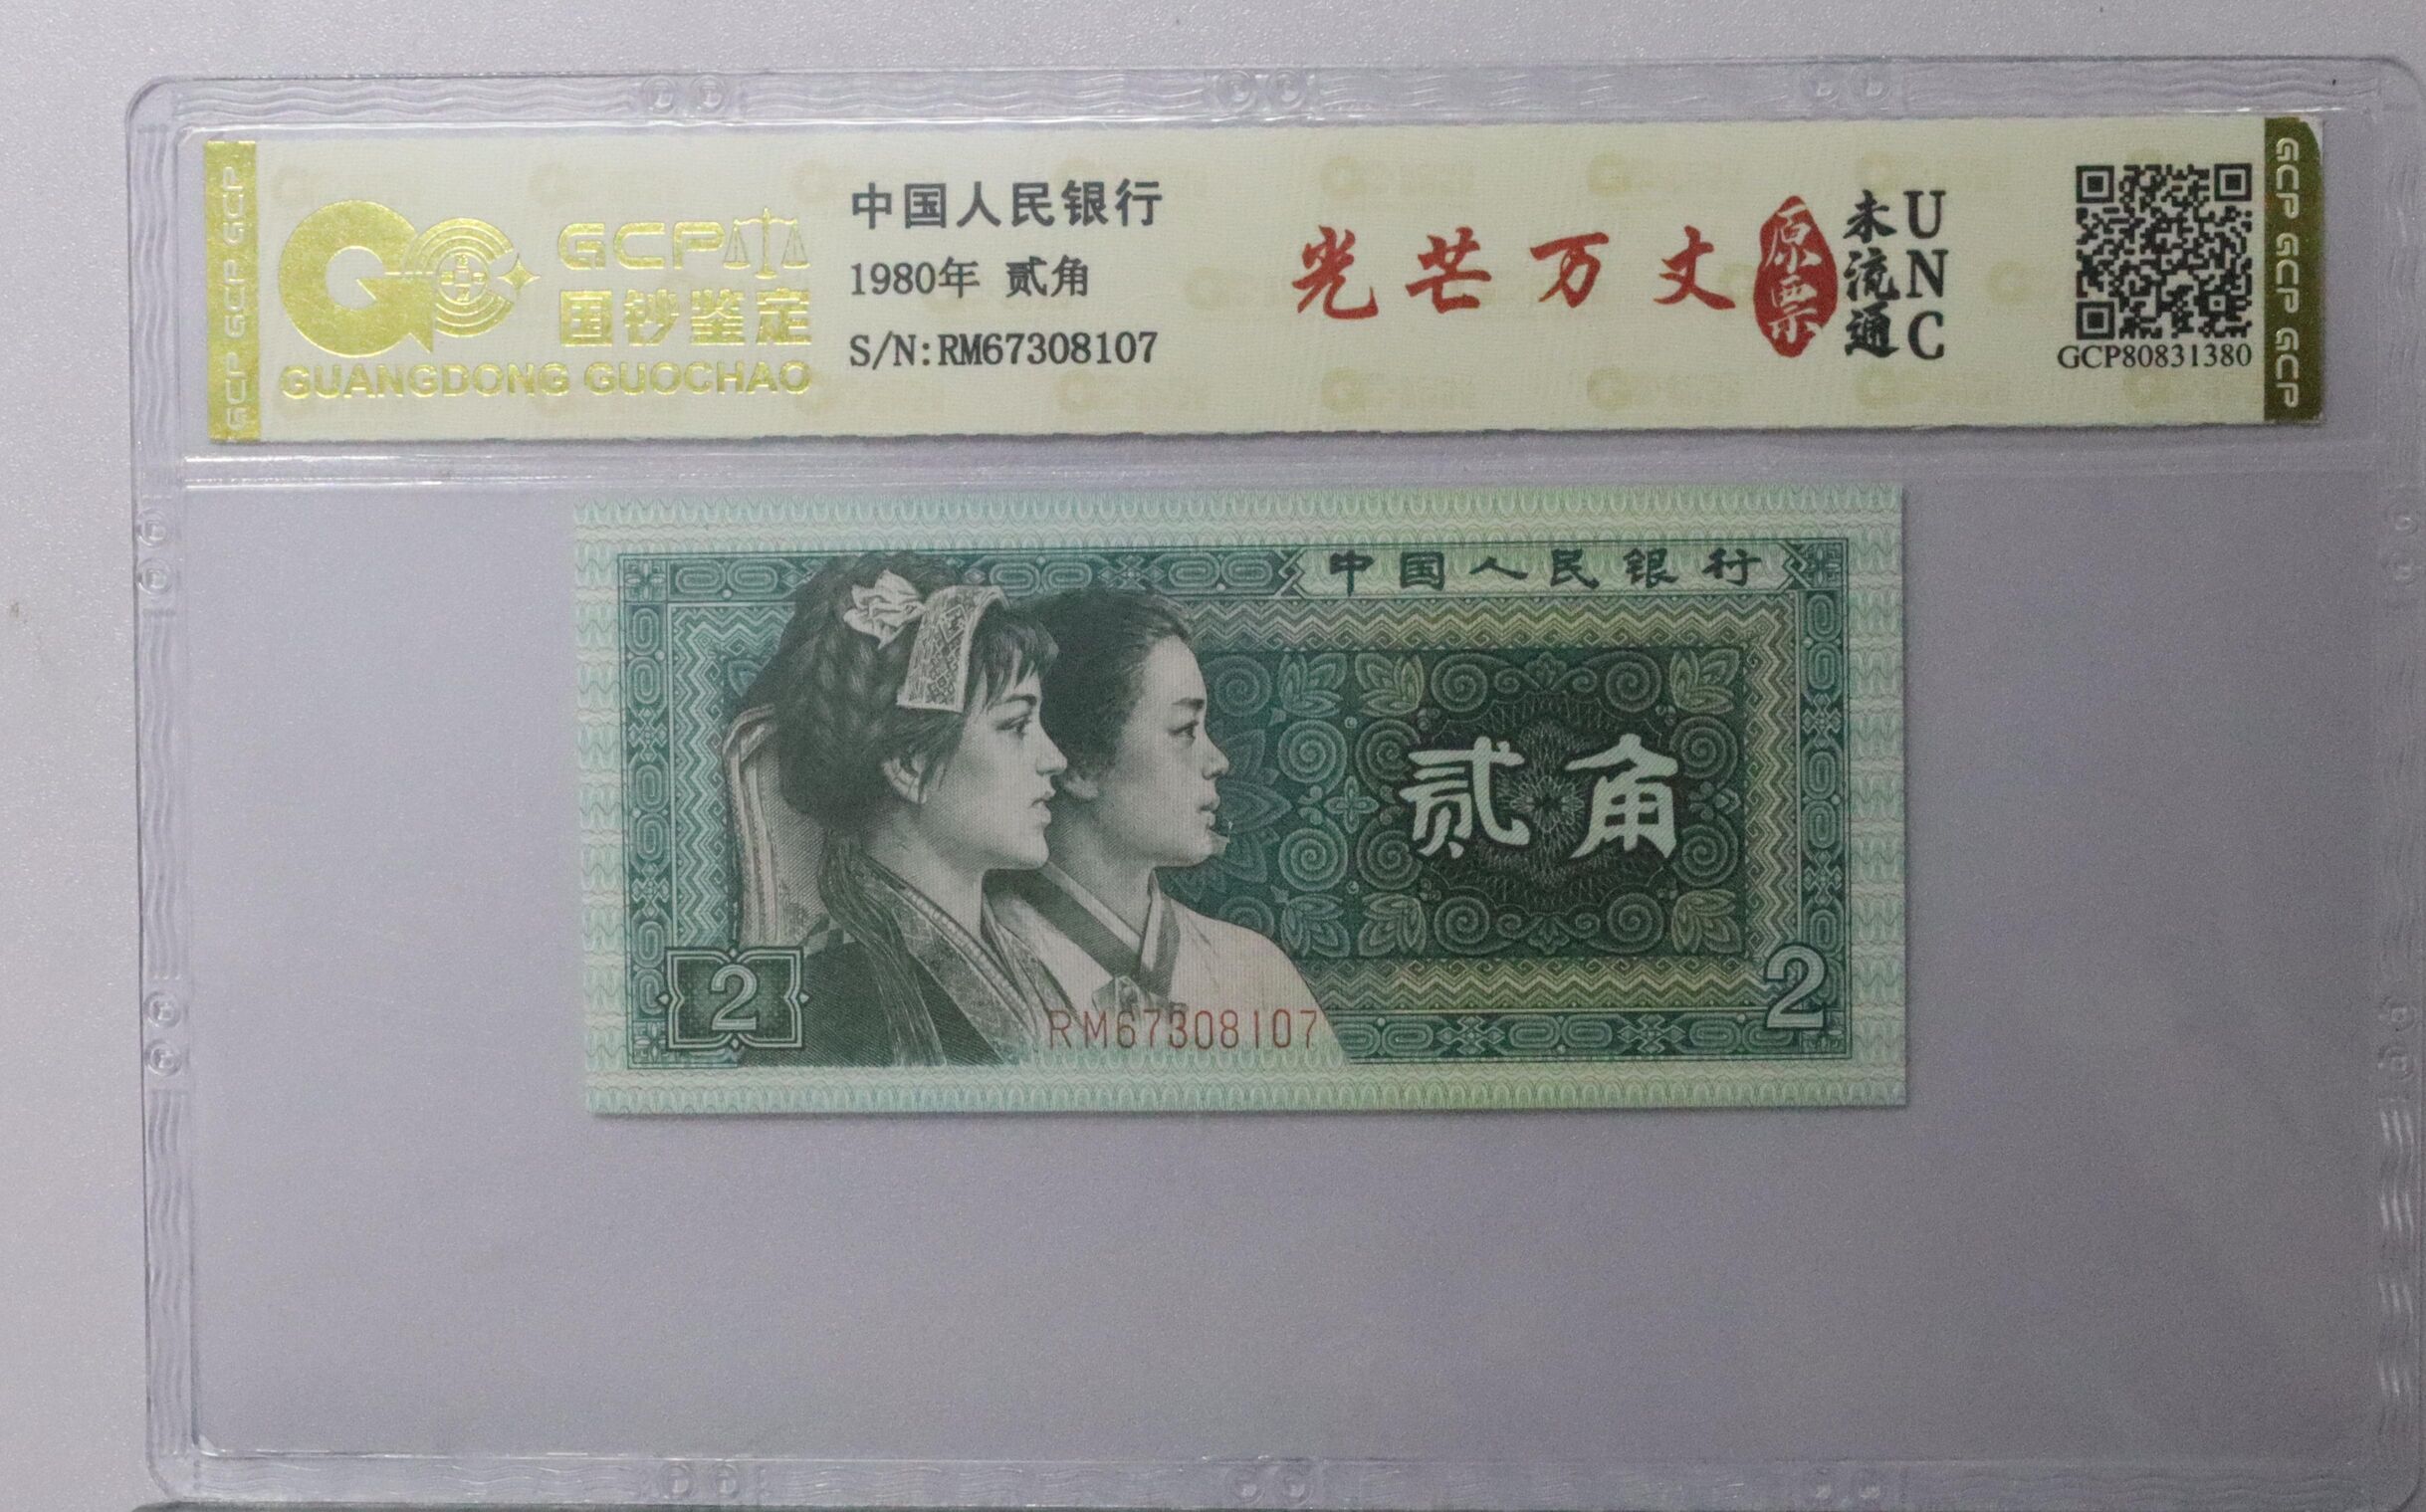 GCP GCP GCP
GCP
国钞鉴定
GUANGDONG GUOCHAO
中国人民银行
1980年 贰角
S/N:RM67308107
光芒万丈
原票
未流通
UNC
GCP80831380
GCP GCP GCP
中国人民银行
贰角
2
2
RM67308107